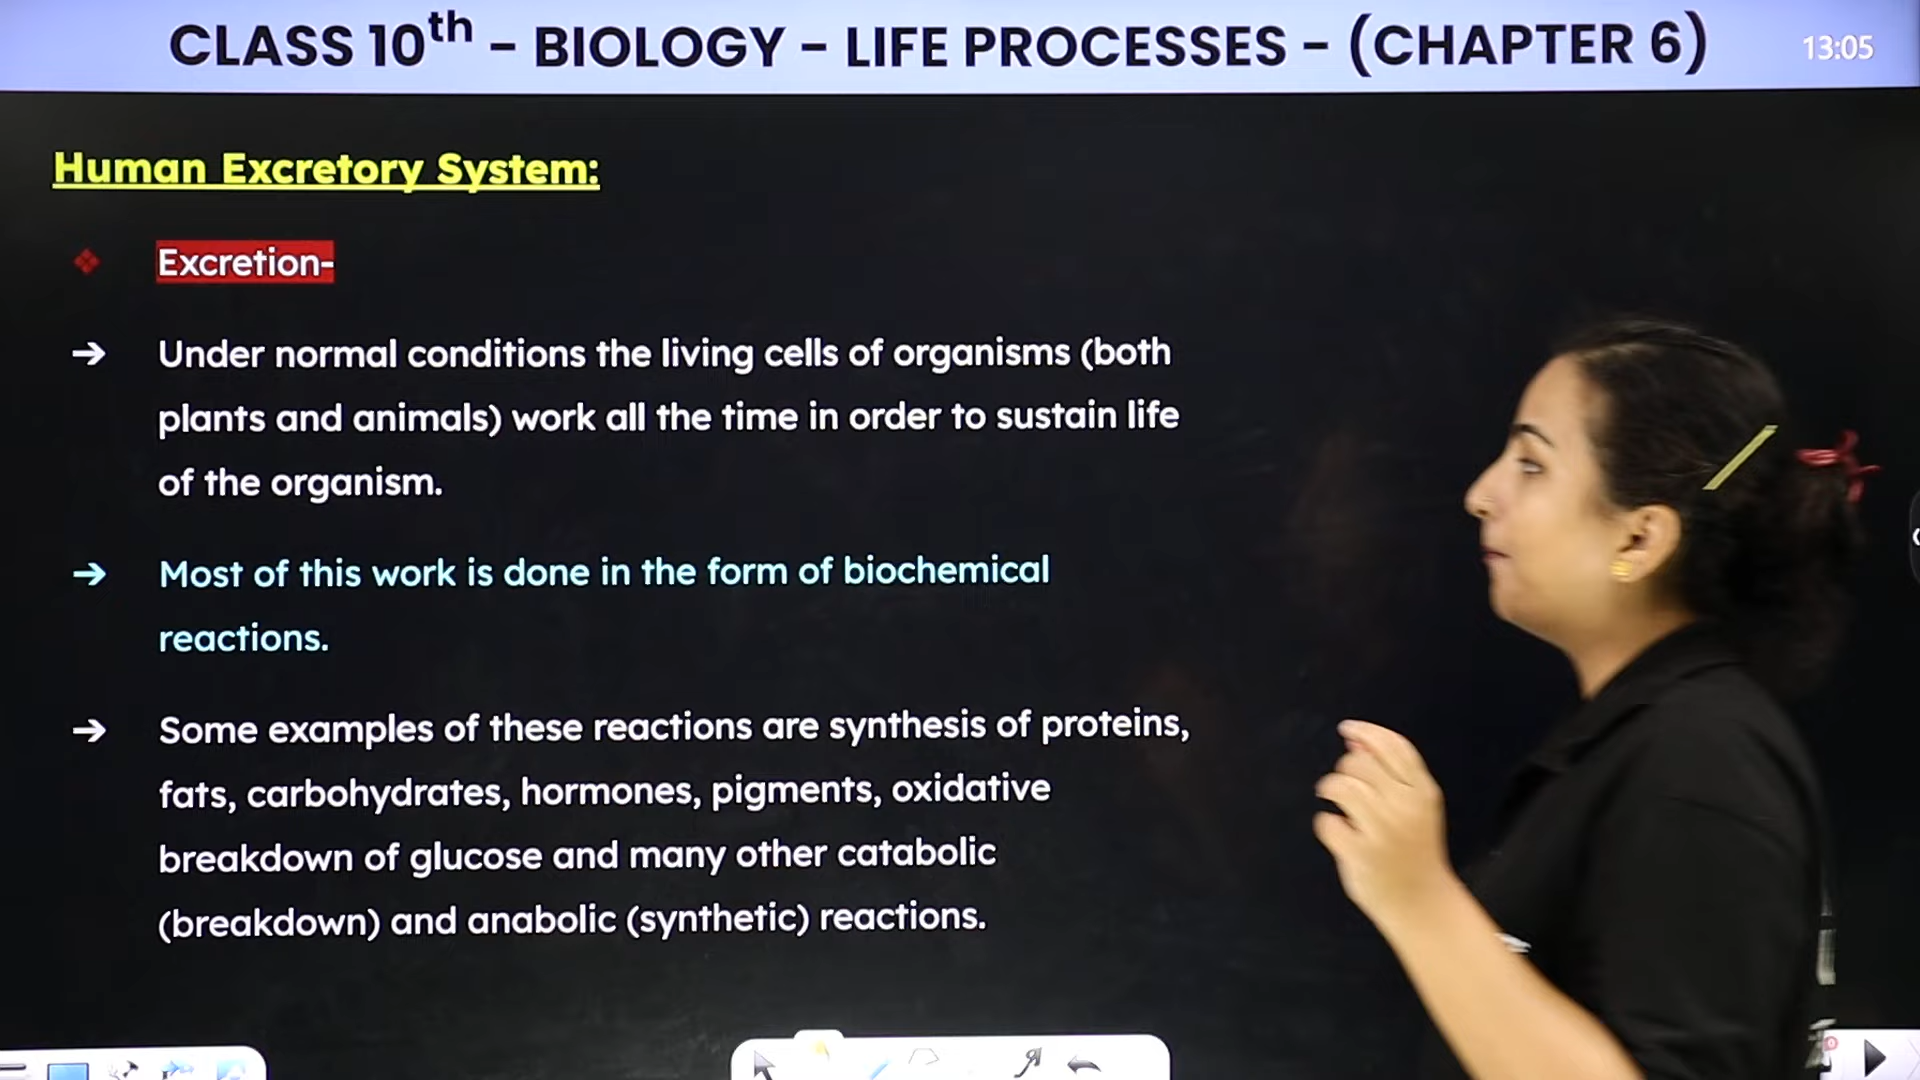 CLASS 10th - BIOLOGY - LIFE PROCESSES - (CHAPTER 6)
13:05
Human Excretory System:
❖ Excretion-
→ Under normal conditions the living cells of organisms (both
plants and animals) work all the time in order to sustain life
of the organism.
→ Most of this work is done in the form of biochemical
reactions.
→ Some examples of these reactions are synthesis of proteins,
fats, carbohydrates, hormones, pigments, oxidative
breakdown of glucose and many other catabolic
(breakdown) and anabolic (synthetic) reactions.